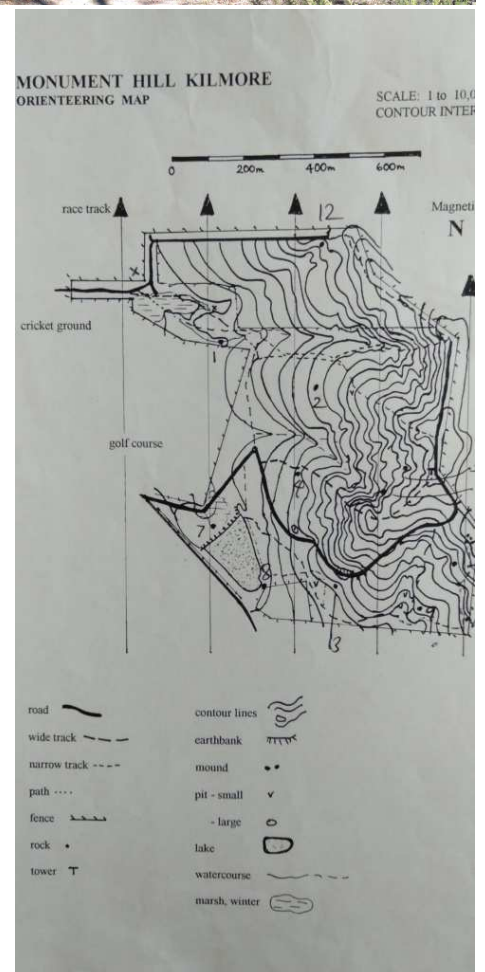 MONUMENT HILL KILMORE
ORIENTEERING MAP
SCALE: 1 to 10,0
CONTOUR INTER
0 200m 400m 600m
race track
12
Magneti
N
x
cricket ground
1
2
golf course
7
8
13
road
wide track
narrow track
path
fence
rock
tower
contour lines
earthbank
mound
pit - small
- large
lake
watercourse
marsh, winter